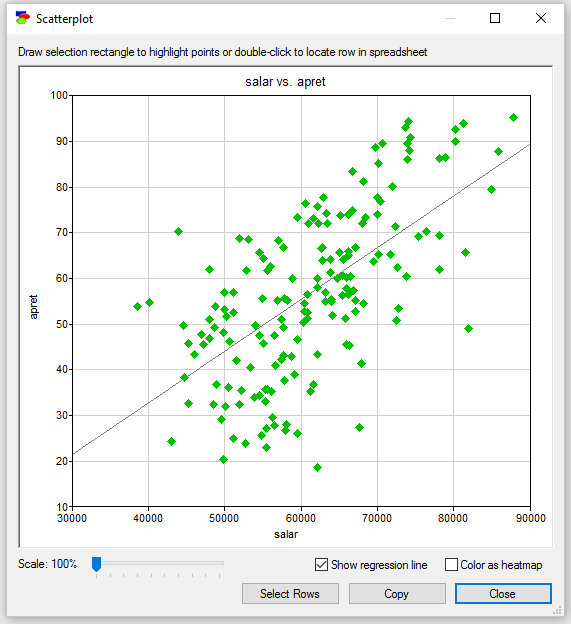 Scatterplot
Draw selection rectangle to highlight points or double-click to locate row in spreadsheet
salar vs. apret
100
90
80
70
60
50
40
30
20
10
apret
30000 40000 50000 60000 70000 80000 90000
salar
Scale: 100%
Show regression line
Color as heatmap
Select Rows
Copy
Close